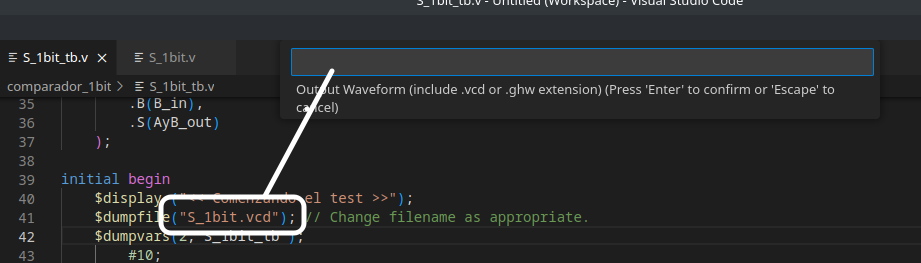 S_1bit_tb.v - Untitled (Workspace) - Visual Studio Code
S_1bit_tb.v × S_1bit.v
comparador_1bit > S_1bit_tb.v
Output Waveform (include .vcd or .ghw extension) (Press 'Enter' to confirm or 'Escape' to
cancel)
35 .B(B_in),
36 .S(AyB_out)
37 );
38
39 initial begin
40 $display ("<< Comenzando el test >>");
41 $dumpfile("S_1bit.vcd"); // Change filename as appropriate.
42 $dumpvars(2, S_1bit_tb );
43 #10;